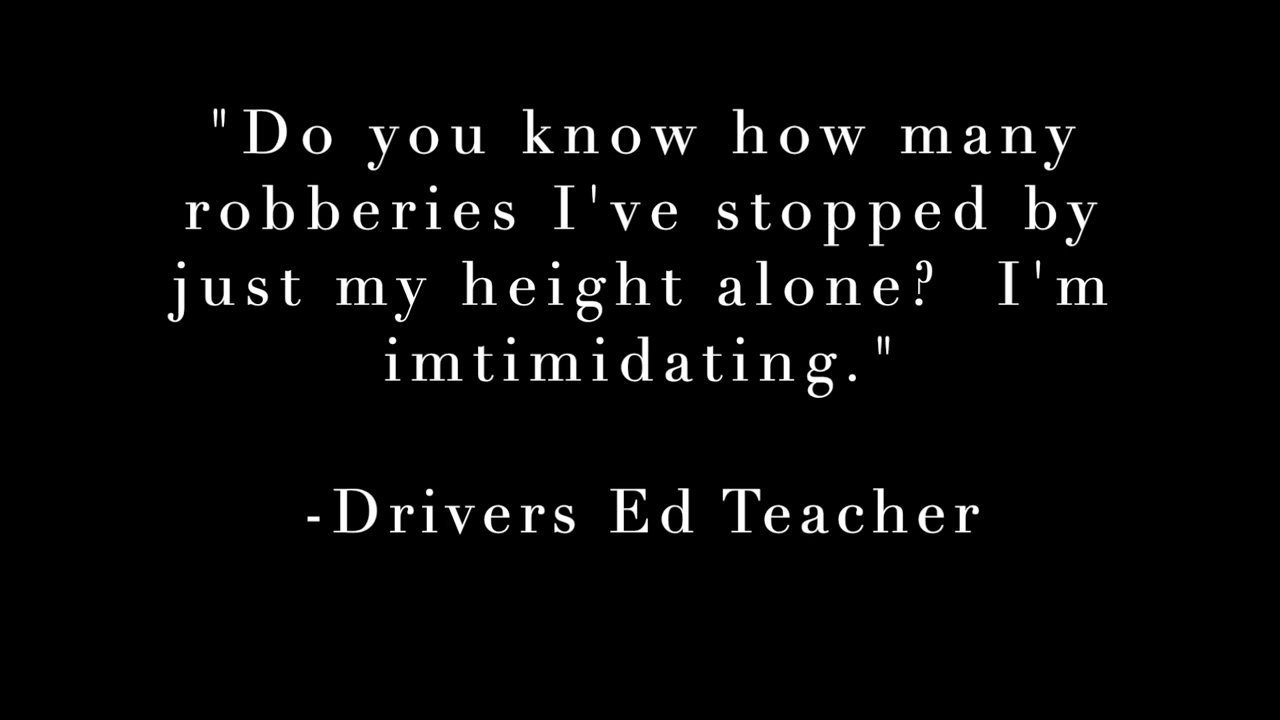 "Do you know how many
robberies I've stopped by
just my height alone?  I'm
imtimidating."
-Drivers Ed Teacher